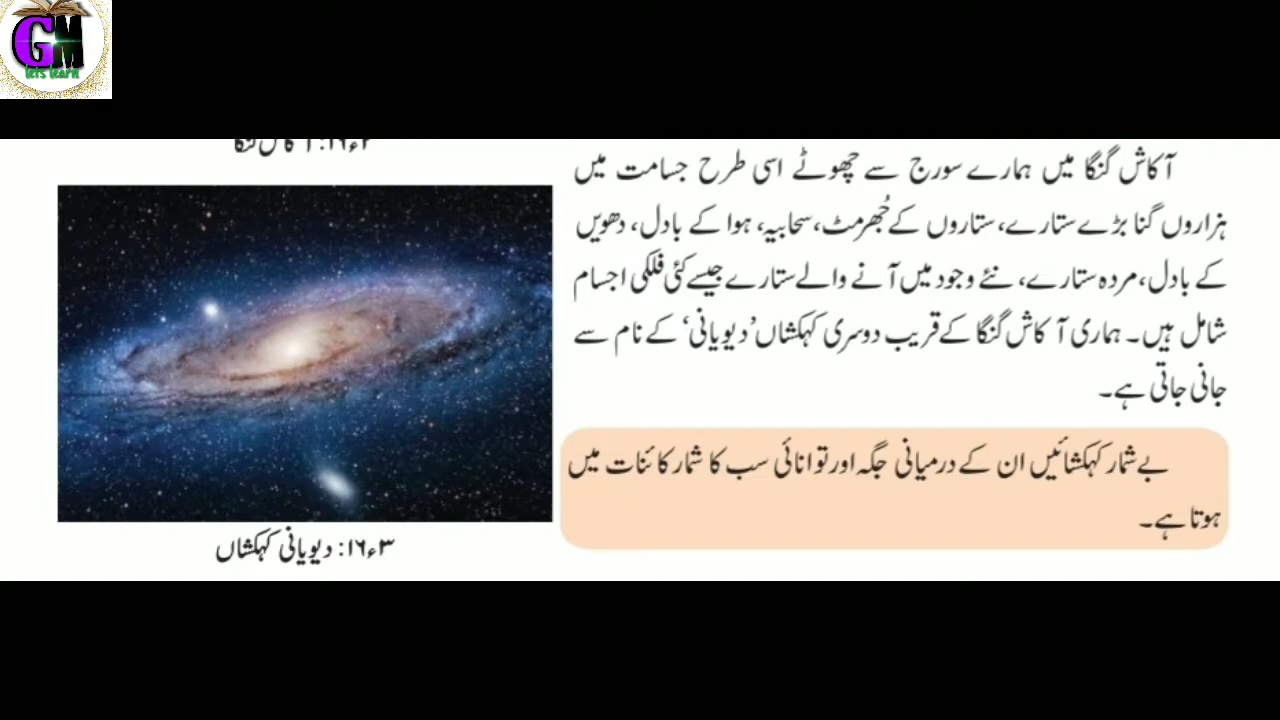 GM
lets learn
آکاش گنگا میں ہمارے سورج سے چھوٹے اسی طرح جسامت میں
ہزاروں گنا بڑے ستارے، ستاروں کے جُھرمٹ، سحابیہ، ہوا کے بادل، دھویں
کے بادل، مردہ ستارے، نئے وجود میں آنے والے ستارے جیسے کئی فلکی اجسام
شامل ہیں۔ ہماری آکاش گنگا کے قریب دوسری کہکشاں ’دیویانی‘ کے نام سے
جانی جاتی ہے۔
بے شمار کہکشائیں ان کے درمیانی جگہ اور توانائی سب کا شمار کائنات میں
ہوتا ہے۔
۱۶ء۳: دیویانی کہکشاں